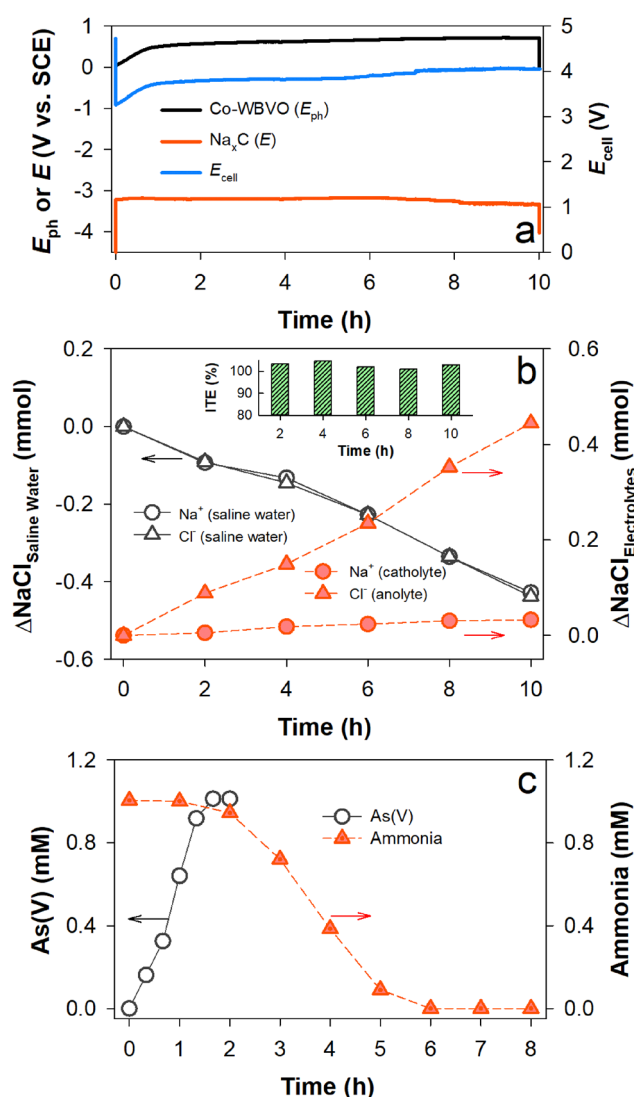 a
E_ph or E (V vs. SCE)
1
0
-1
-2
-3
-4
Co-WBVO (E_ph)
Na_xC (E)
E_cell
5
4
3
2
1
0
E_cell (V)
0 2 4 6 8 10
Time (h)
b
ΔNaCl_Saline Water (mmol)
0.2
0.0
-0.2
-0.4
-0.6
ITE (%)
100
90
80
2 4 6 8 10
Time (h)
Na⁺ (saline water)
Cl⁻ (saline water)
Na⁺ (catholyte)
Cl⁻ (anolyte)
0.6
0.4
0.2
0.0
ΔNaCl_Electrolytes (mmol)
0 2 4 6 8 10
Time (h)
c
As(V) (mM)
1.2
0.8
0.4
0.0
As(V)
Ammonia
1.2
0.8
0.4
0.0
Ammonia (mM)
0 1 2 3 4 5 6 7 8
Time (h)